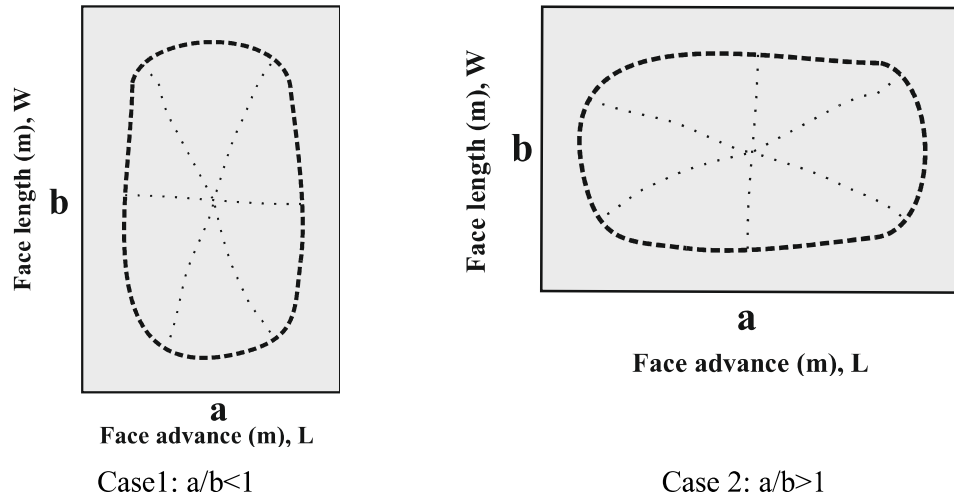 Face length (m), W
b
a
Face advance (m), L
Case1: a/b<1
Face length (m), W
b
a
Face advance (m), L
Case 2: a/b>1